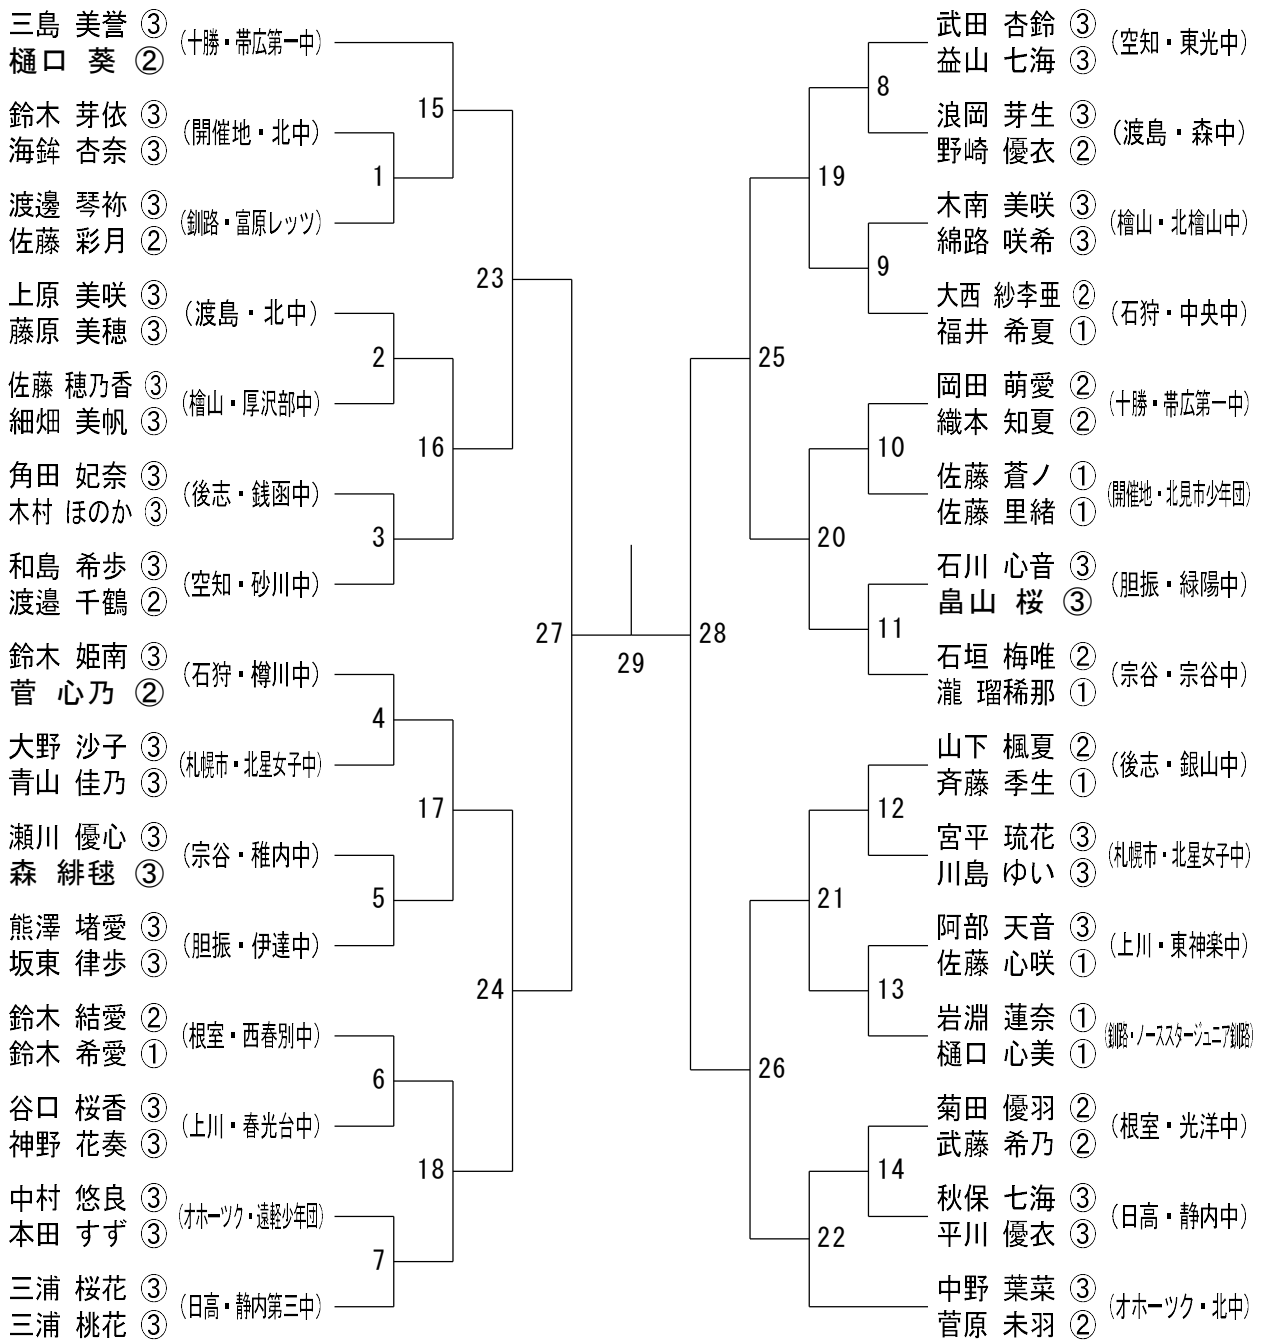 三島 美誉 ③
樋口 葵 ②
(十勝・帯広第一中)
鈴木 芽依 ③
海鉾 杏奈 ③
(開催地・北中)
渡邊 琴祢 ③
佐藤 彩月 ②
(釧路・富原レッツ)
上原 美咲 ③
藤原 美穂 ③
(渡島・北中)
佐藤 穂乃香 ③
細畑 美帆 ③
(檜山・厚沢部中)
角田 妃奈 ③
木村 ほのか ③
(後志・銭函中)
和島 希歩 ③
渡邉 千鶴 ②
(空知・砂川中)
鈴木 姫南 ③
菅 心乃 ②
(石狩・樽川中)
大野 沙子 ③
青山 佳乃 ③
(札幌市・北星女子中)
瀬川 優心 ③
森 緋毬 ③
(宗谷・稚内中)
熊澤 堵愛 ③
坂東 律歩 ③
(胆振・伊達中)
鈴木 結愛 ②
鈴木 希愛 ①
(根室・西春別中)
谷口 桜香 ③
神野 花奏 ③
(上川・春光台中)
中村 悠良 ③
本田 すず ③
(オホーツク・遠軽少年団)
三浦 桜花 ③
三浦 桃花 ③
(日高・静内第三中)
15
1
23
2
16
3
27
4
17
5
24
6
18
7
29
28
8
19
9
25
10
20
11
12
21
13
26
14
22
武田 杏鈴 ③
益山 七海 ③
(空知・東光中)
浪岡 芽生 ③
野崎 優衣 ②
(渡島・森中)
木南 美咲 ③
綿路 咲希 ③
(檜山・北檜山中)
大西 紗李亜 ②
福井 希夏 ①
(石狩・中央中)
岡田 萌愛 ②
織本 知夏 ②
(十勝・帯広第一中)
佐藤 蒼ノ ①
佐藤 里緒 ①
(開催地・北見市少年団)
石川 心音 ③
畠山 桜 ③
(胆振・緑陽中)
石垣 梅唯 ②
瀧 瑠稀那 ①
(宗谷・宗谷中)
山下 楓夏 ②
斉藤 季生 ①
(後志・銀山中)
宮平 琉花 ③
川島 ゆい ③
(札幌市・北星女子中)
阿部 天音 ③
佐藤 心咲 ①
(上川・東神楽中)
岩淵 蓮奈 ①
樋口 心美 ①
(釧路・ノーススタージュニア釧路)
菊田 優羽 ②
武藤 希乃 ②
(根室・光洋中)
秋保 七海 ③
平川 優衣 ③
(日高・静内中)
中野 葉菜 ③
菅原 未羽 ②
(オホーツク・北中)